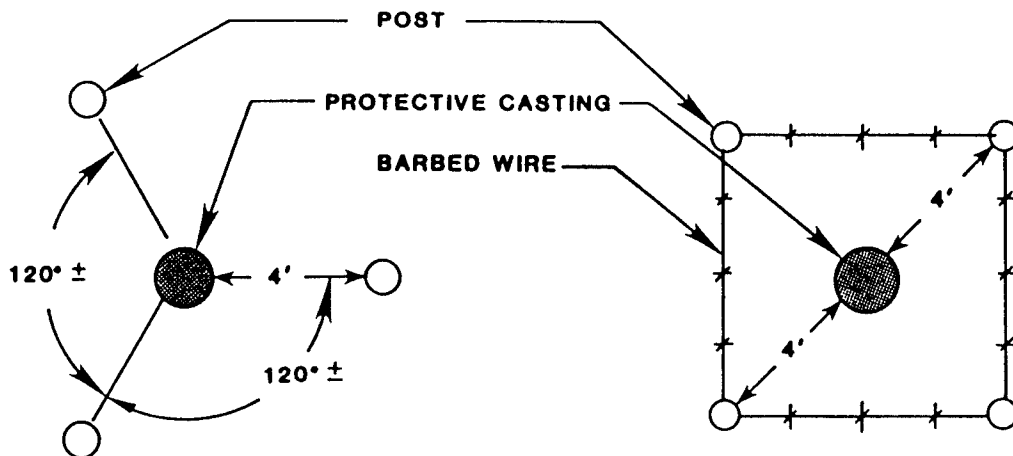 POST
PROTECTIVE CASTING
BARBED WIRE
4'
120° ±
4'
120° ±
4'